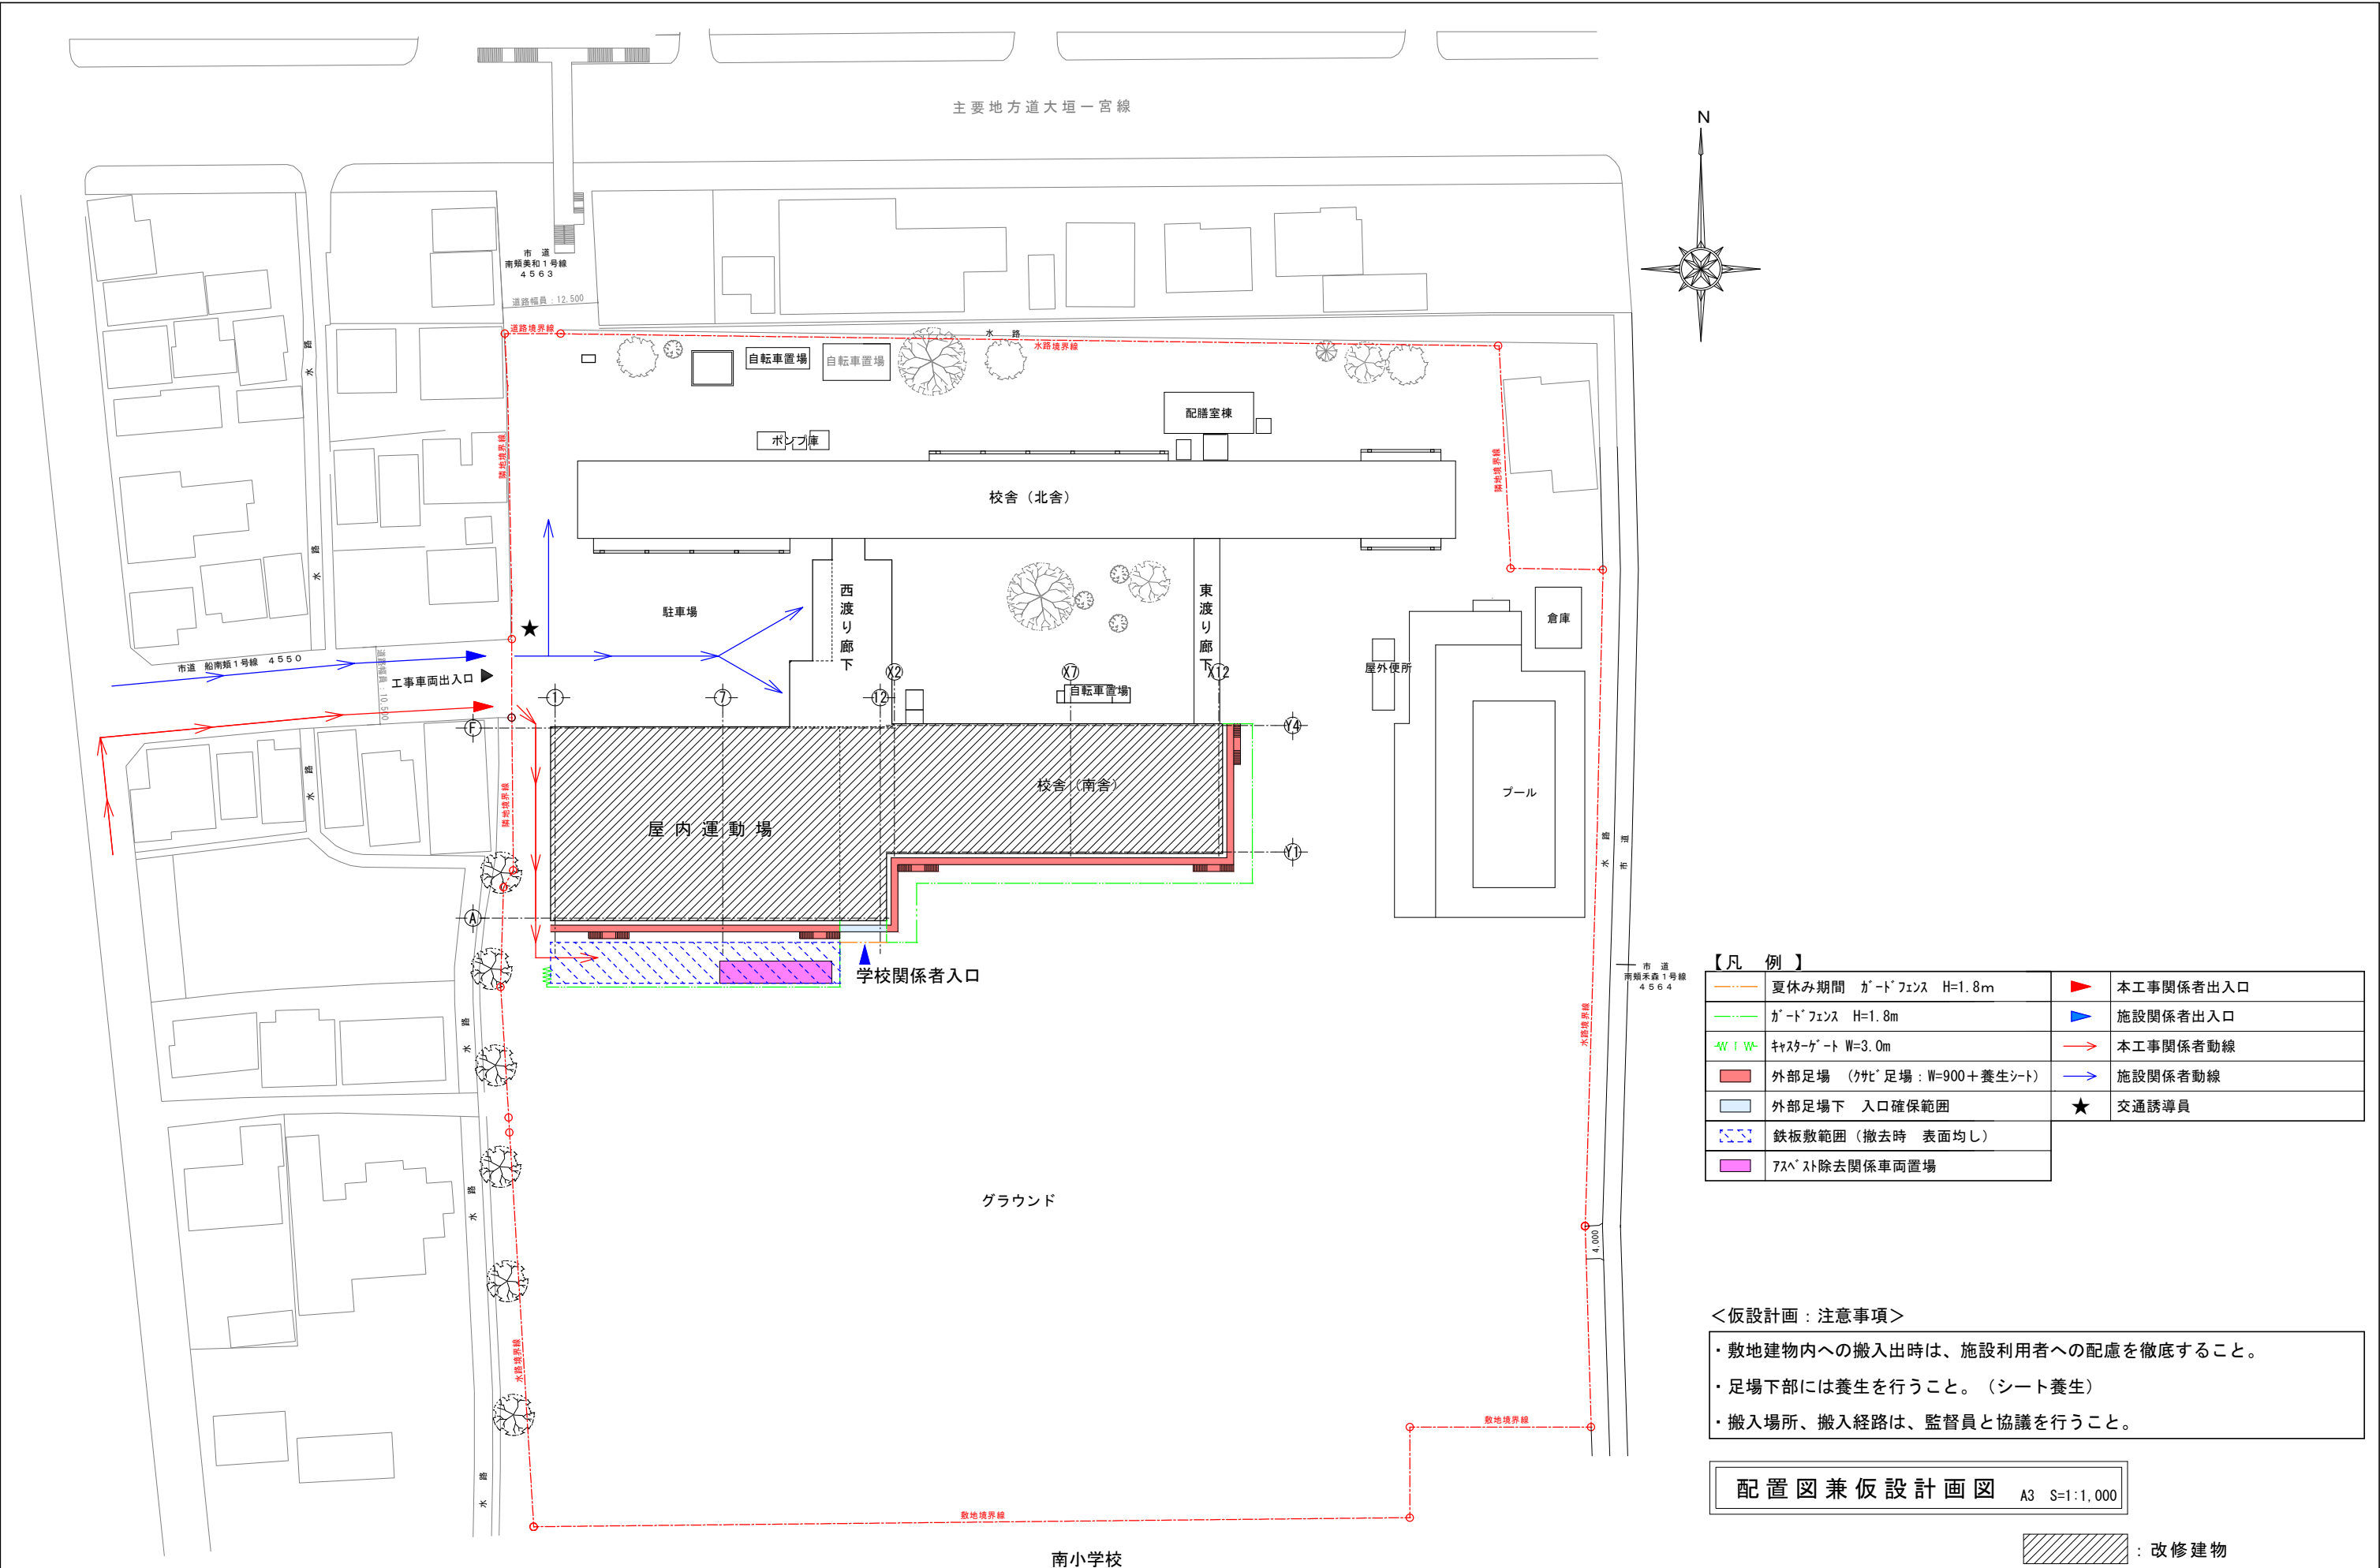 主要地方道大垣一宮線
N
市　道
南頬美和１号線
４５６３
道路幅員：12,500
道路境界線
水　路
水路境界線
自転車置場
自転車置場
水　路
隣地境界線
配膳室棟
ポンプ庫
隣地境界線
校舎（北舎）
水　路
西渡り廊下
東渡り廊下
駐車場
倉庫
★
市道　船南頬１号線　４５５０
道路幅員：10,500
工事車両出入口
屋外便所
X2
X7
X12
自転車置場
1
7
12
F
Y4
水　路
隣地境界線
校舎（南舎）
プール
屋内運動場
水　路
市　道
Y1
A
学校関係者入口
市　道
南頬禾森１号線
４５６４
水　路
水路境界線
【凡　例】
夏休み期間　ｶﾞｰﾄﾞﾌｪﾝｽ　H=1.8m
本工事関係者出入口
ｶﾞｰﾄﾞﾌｪﾝｽ　H=1.8m
施設関係者出入口
ｷｬｽﾀｰｹﾞｰﾄ W=3.0m
本工事関係者動線
外部足場　（ｸｻﾋﾞ足場：W=900＋養生ｼｰﾄ）
施設関係者動線
外部足場下　入口確保範囲
★　交通誘導員
鉄板敷範囲（撤去時　表面均し）
ｱｽﾍﾞｽﾄ除去関係車両置場
水　路
グラウンド
4,000
水路境界線
＜仮設計画：注意事項＞
・敷地建物内への搬入出時は、施設利用者への配慮を徹底すること。
・足場下部には養生を行うこと。（シート養生）
・搬入場所、搬入経路は、監督員と協議を行うこと。
敷地境界線
水　路
敷地境界線
配置図兼仮設計画図　A3　S=1:1,000
南小学校
：改修建物